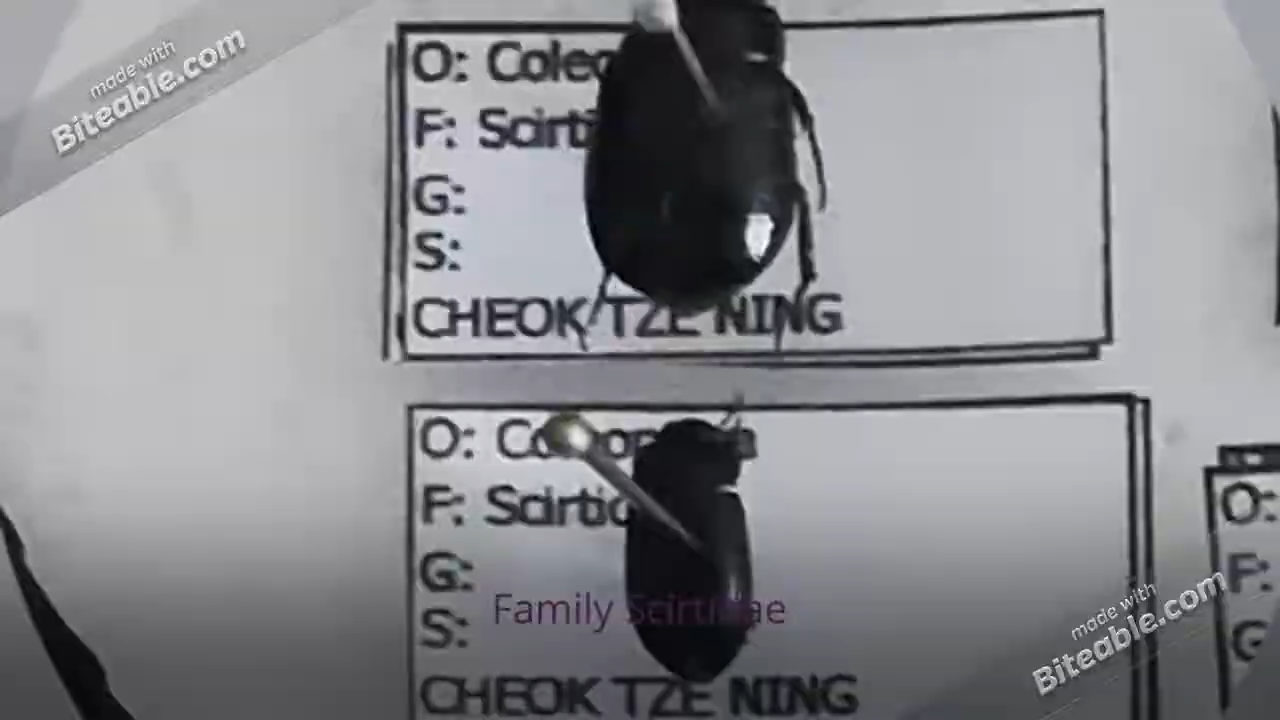 made with
Biteable.com
O: Coleo
F: Scirti
G:
S:
CHEOK TZE NING
O: Co
F: Scirtid
G:
S:
Family Scirtidae
CHEOK TZE NING
O:
F:
G
made with
Biteable.com